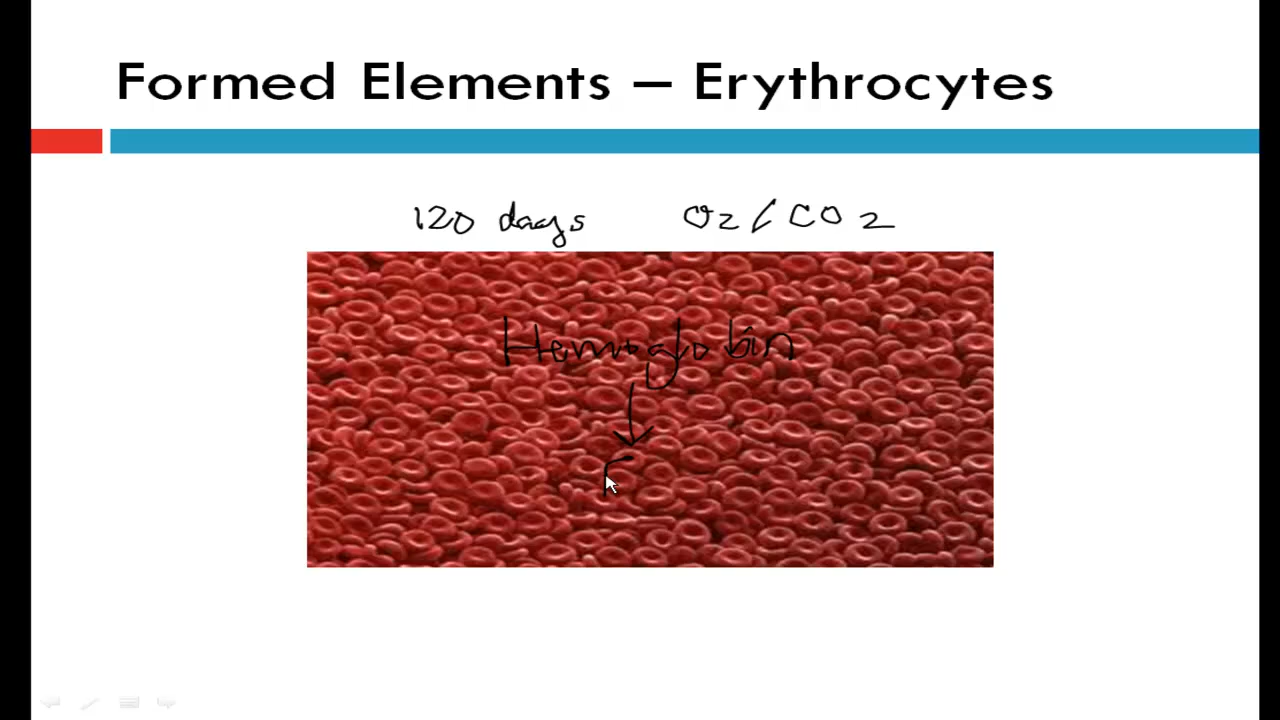 Formed Elements – Erythrocytes
120 days O2/CO2
Hemoglobin